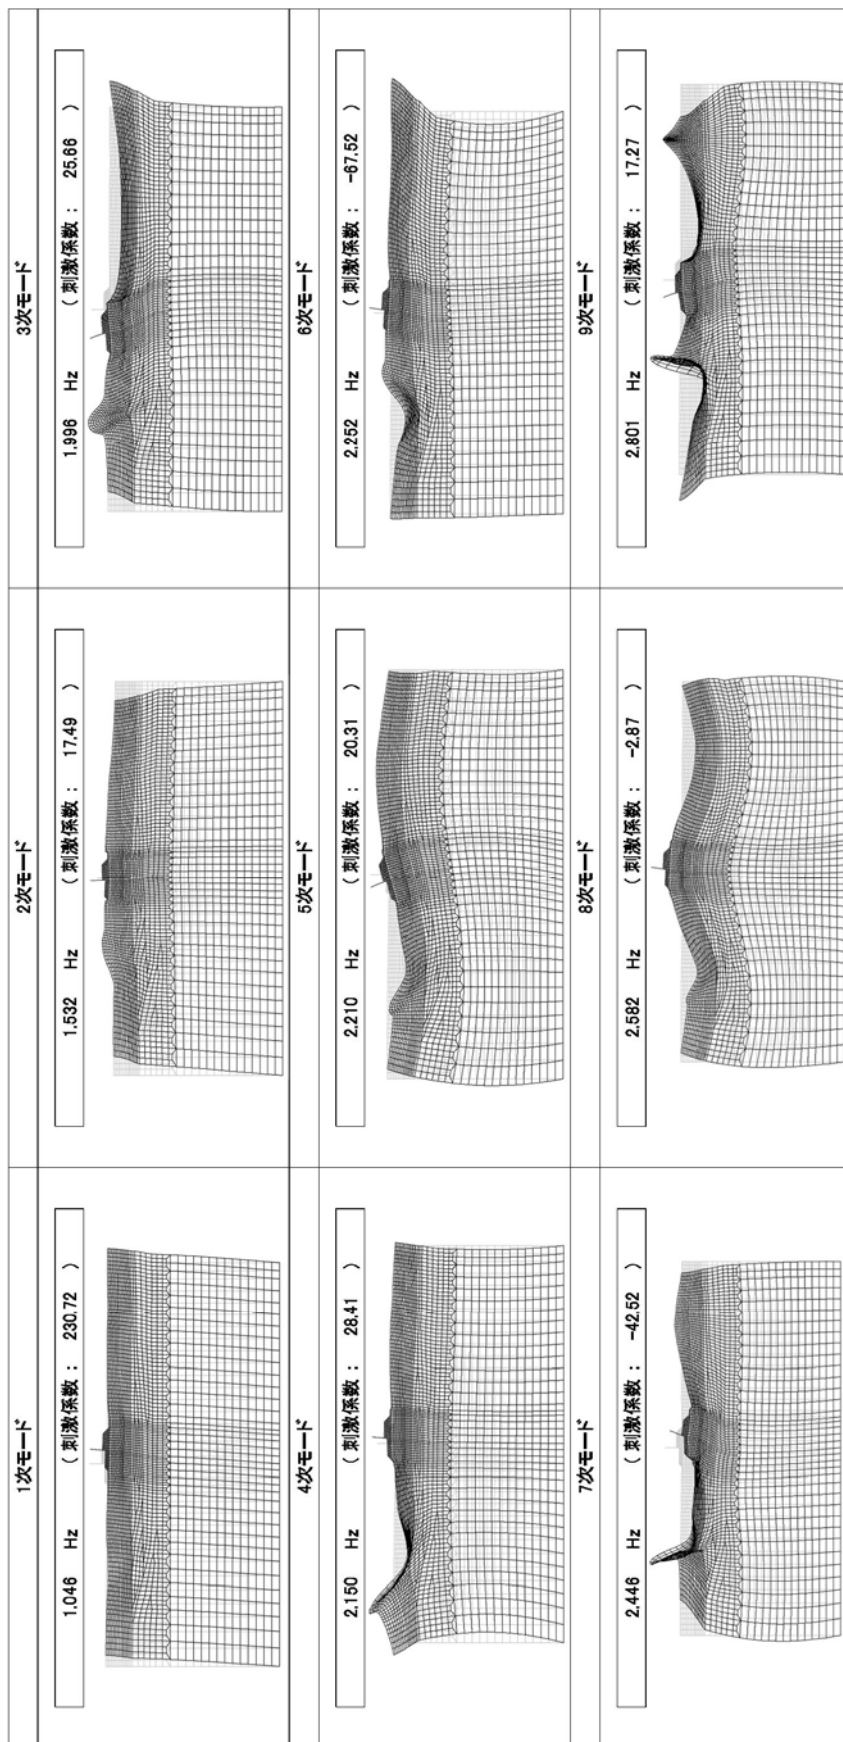 1次モード
1.046 Hz ( 刺激係数 : 230.72 )
2次モード
1.532 Hz ( 刺激係数 : 17.49 )
3次モード
1.996 Hz ( 刺激係数 : 25.66 )
4次モード
2.150 Hz ( 刺激係数 : 28.41 )
5次モード
2.210 Hz ( 刺激係数 : 20.31 )
6次モード
2.252 Hz ( 刺激係数 : -67.52 )
7次モード
2.446 Hz ( 刺激係数 : -42.52 )
8次モード
2.582 Hz ( 刺激係数 : -2.87 )
9次モード
2.801 Hz ( 刺激係数 : 17.27 )